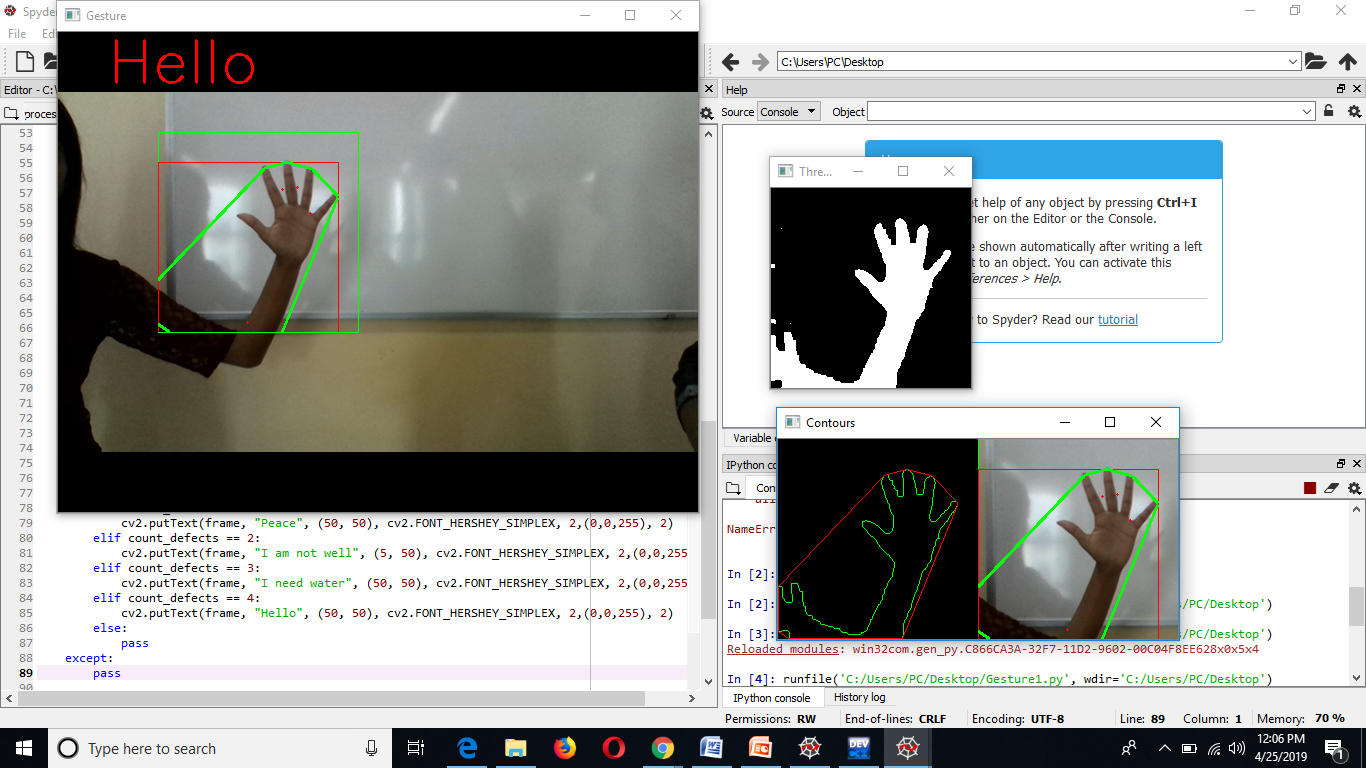 Spyder
File
Gesture
Hello
C:\Users\PC\Desktop
Editor - C:\
Help
proces
Source Console Object
53
54
55
56
57
58
59
60
61
62
63
64
65
66
67
68
69
70
71
72
73
74
75
76
77
78
79 cv2.putText(frame, "Peace", (50, 50), cv2.FONT_HERSHEY_SIMPLEX, 2,(0,0,255), 2)
80 elif count_defects == 2:
81 cv2.putText(frame, "I am not well", (5, 50), cv2.FONT_HERSHEY_SIMPLEX, 2,(0,0,255
82 elif count_defects == 3:
83 cv2.putText(frame, "I need water", (50, 50), cv2.FONT_HERSHEY_SIMPLEX, 2,(0,0,255
84 elif count_defects == 4:
85 cv2.putText(frame, "Hello", (50, 50), cv2.FONT_HERSHEY_SIMPLEX, 2,(0,0,255), 2)
86 else:
87 pass
88 except:
89 pass
90
Thre...
help of any object by pressing Ctrl+I
on the Editor or the Console.
shown automatically after writing a left
to an object. You can activate this
> Help.
to Spyder? Read our tutorial
Contours
Variable
IPython co
Con
NameErr
In [2]:
In [2]: s/PC/Desktop')
In [3]: s/PC/Desktop')
Reloaded modules: win32com.gen_py.C866CA3A-32F7-11D2-9602-00C04F8EE628x0x5x4
In [4]: runfile('C:/Users/PC/Desktop/Gesture1.py', wdir='C:/Users/PC/Desktop')
IPython console History log
Permissions: RW End-of-lines: CRLF Encoding: UTF-8 Line: 89 Column: 1 Memory: 70 %
Type here to search
12:06 PM
4/25/2019